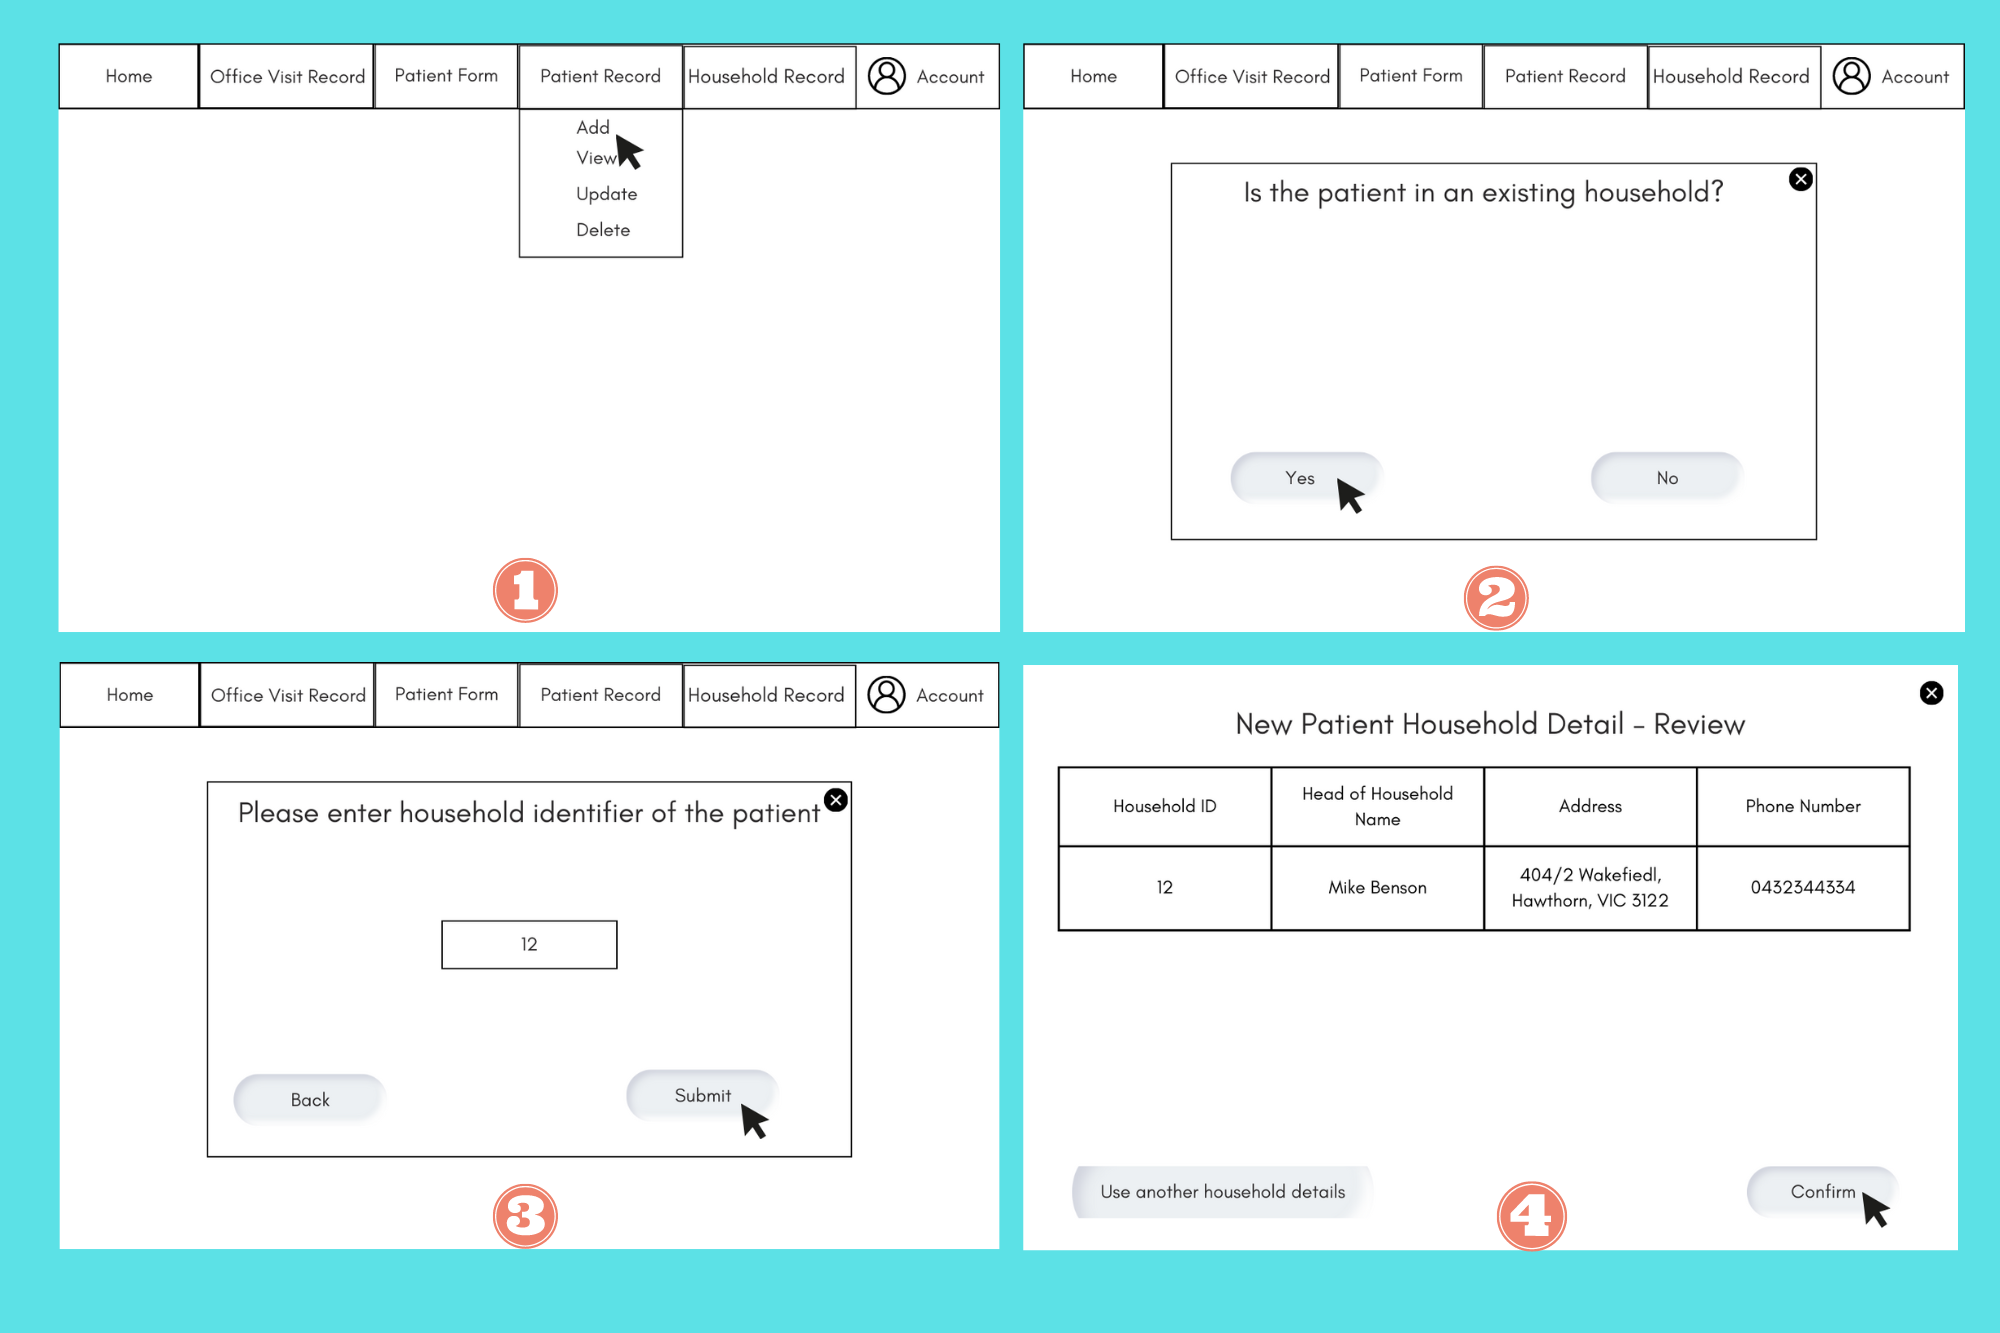 Home
Office Visit Record
Patient Form
Patient Record
Household Record
Account
Add
View
Update
Delete
1
Home
Office Visit Record
Patient Form
Patient Record
Household Record
Account
Is the patient in an existing household?
Yes
No
2
Home
Office Visit Record
Patient Form
Patient Record
Household Record
Account
Please enter household identifier of the patient
12
Back
Submit
3
New Patient Household Detail - Review
Household ID
Head of Household
Name
Address
Phone Number
12
Mike Benson
404/2 Wakefiedl,
Hawthorn, VIC 3122
0432344334
Use another household details
Confirm
4